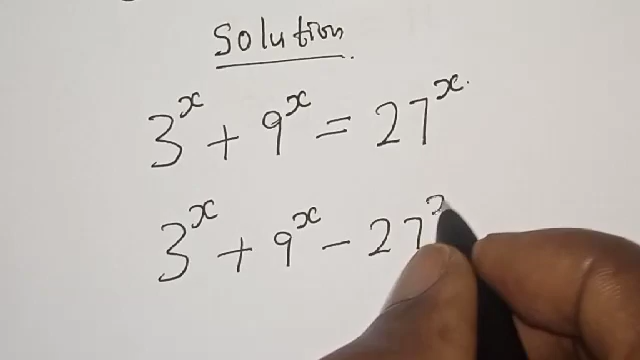 Solution.
3^x + 9^x = 27^x.
3^x + 9^x - 27